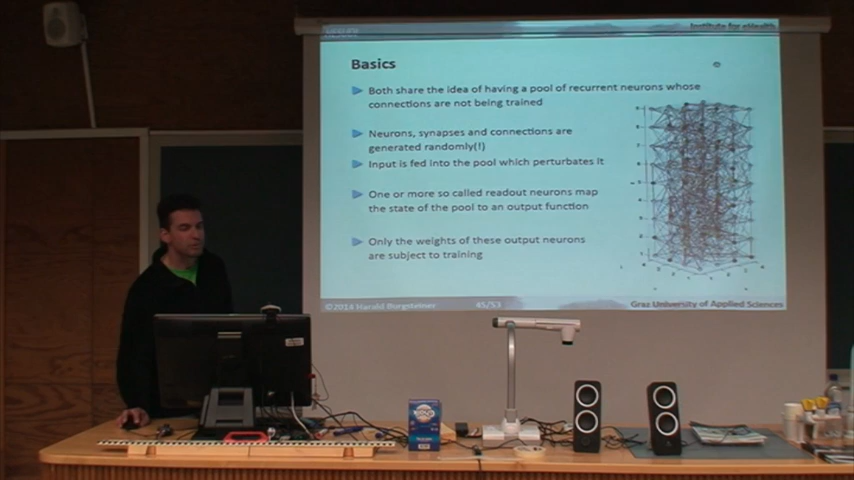 Institute for eHealth
Basics
Both share the idea of having a pool of recurrent neurons whose
connections are not being trained
Neurons, synapses and connections are
generated randomly(!)
Input is fed into the pool which perturbates it
One or more so called readout neurons map
the state of the pool to an output function
Only the weights of these output neurons
are subject to training
©2014 Harald Burgsteiner 45/53 Graz University of Applied Sciences